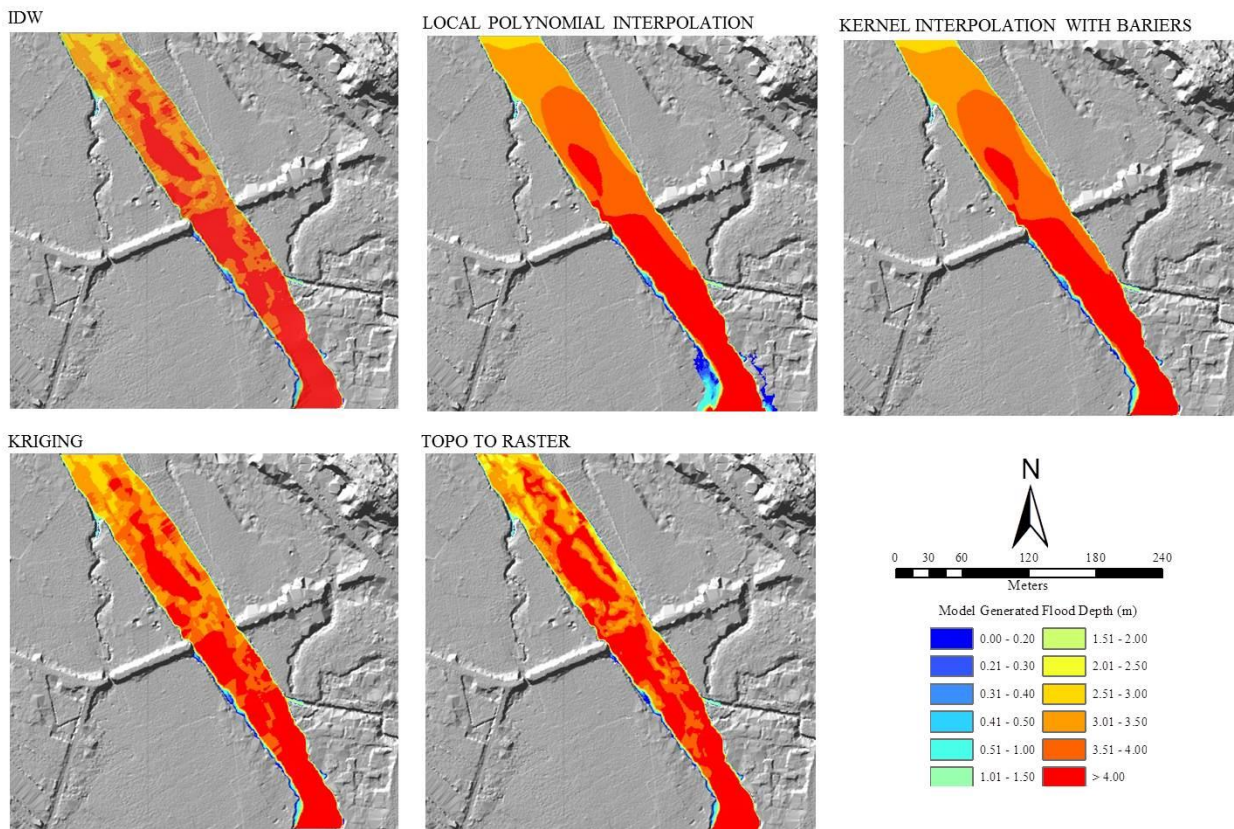 IDW
LOCAL POLYNOMIAL INTERPOLATION
KERNEL INTERPOLATION WITH BARIERS
KRIGING
TOPO TO RASTER
N
0 30 60 120 180 240
Meters
Model Generated Flood Depth (m)
0.00 - 0.20 1.51 - 2.00
0.21 - 0.30 2.01 - 2.50
0.31 - 0.40 2.51 - 3.00
0.41 - 0.50 3.01 - 3.50
0.51 - 1.00 3.51 - 4.00
1.01 - 1.50 > 4.00